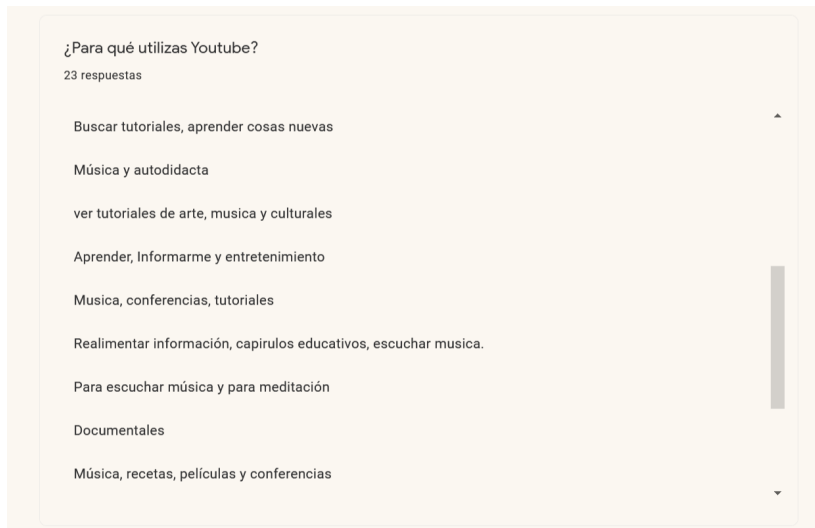 ¿Para qué utilizas Youtube?
23 respuestas
Buscar tutoriales, aprender cosas nuevas
Música y autodidacta
ver tutoriales de arte, musica y culturales
Aprender, Informarme y entretenimiento
Musica, conferencias, tutoriales
Realimentar información, capirulos educativos, escuchar musica.
Para escuchar música y para meditación
Documentales
Música, recetas, películas y conferencias